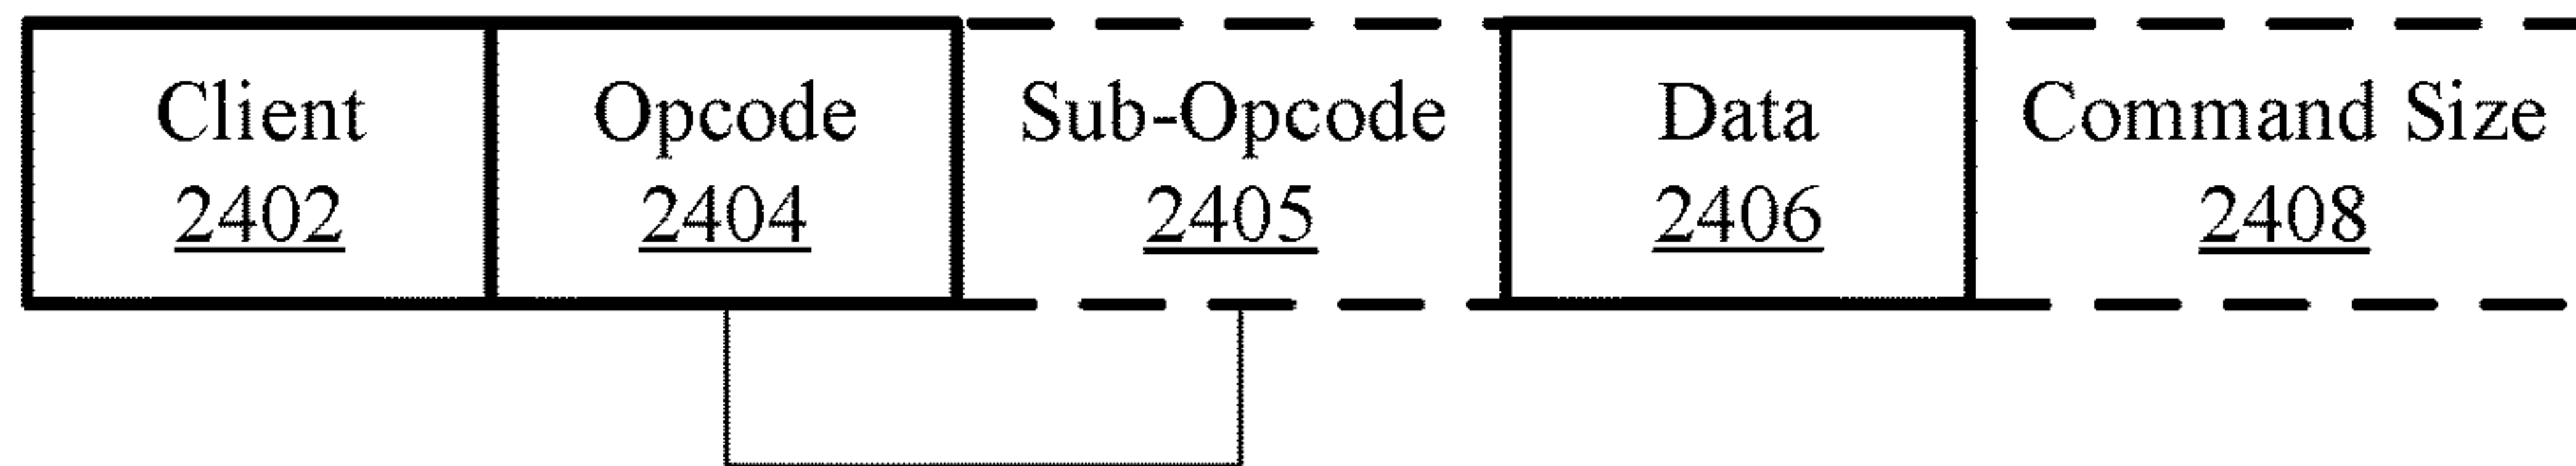 Client Opcode Sub-Opcode Data Command Size
2402 2404 2405 2406 2408